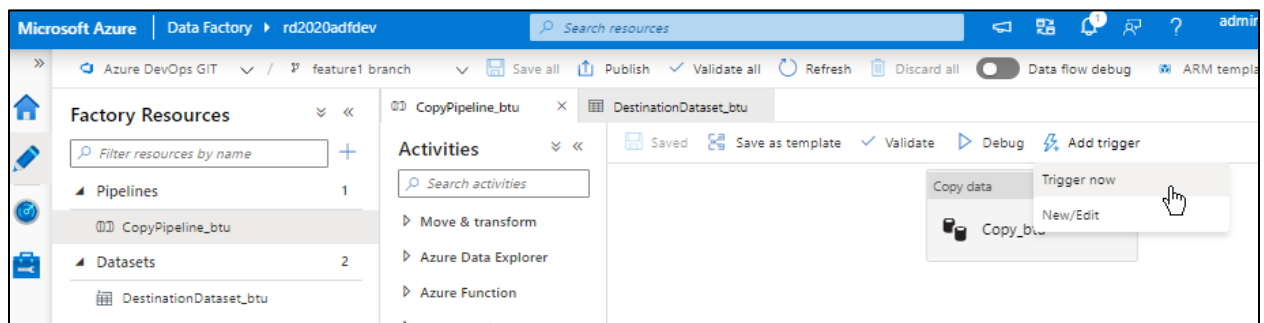 Microsoft Azure Data Factory rd2020adfdev Search resources 1 ? admin
» Azure DevOps GIT / feature1 branch Save all Publish Validate all Refresh Discard all Data flow debug ARM templa
Factory Resources
Filter resources by name
Pipelines 1
CopyPipeline_btu
Datasets 2
DestinationDataset_btu
CopyPipeline_btu × DestinationDataset_btu
Activities
Search activities
Move & transform
Azure Data Explorer
Azure Function
Saved Save as template Validate Debug Add trigger
Trigger now
New/Edit
Copy data
Copy_btu